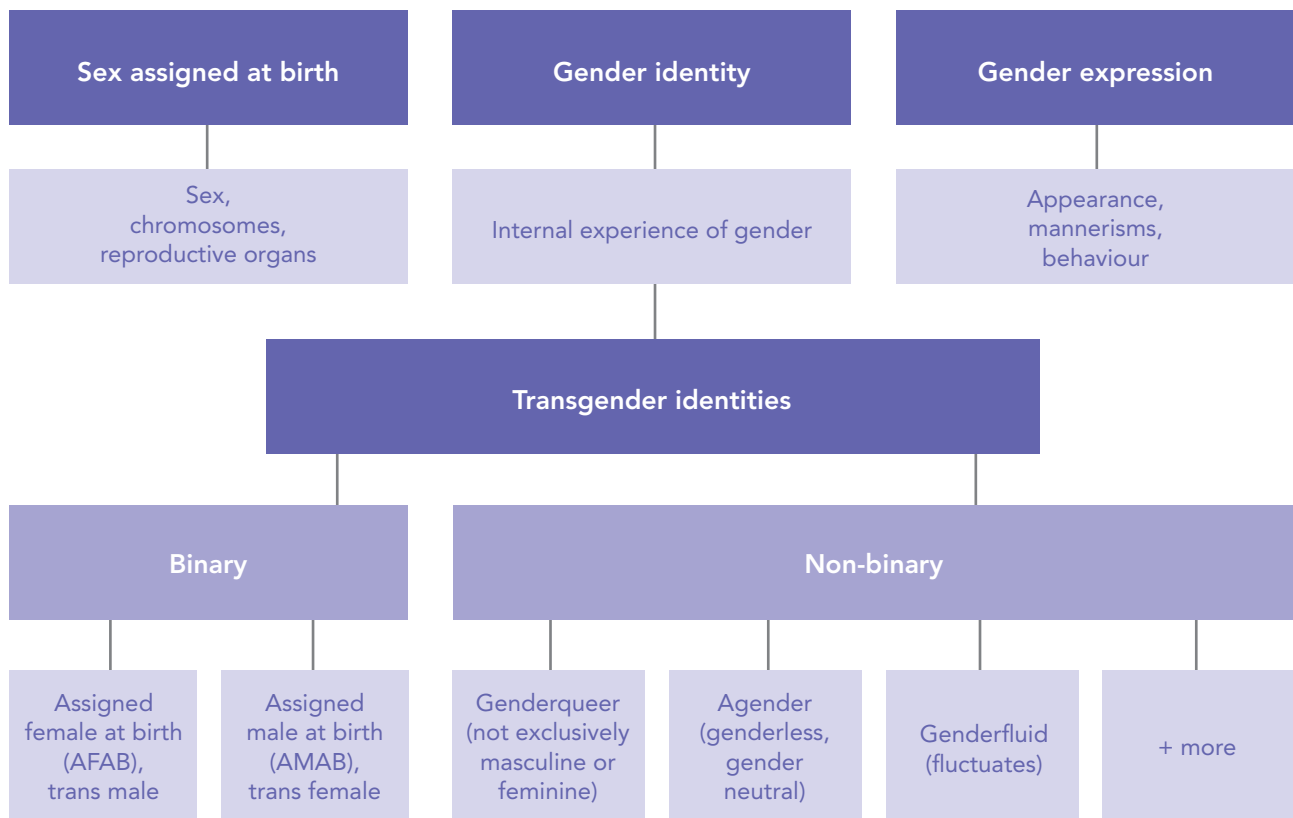 Sex assigned at birth
Gender identity
Gender expression
Sex,
chromosomes,
reproductive organs
Internal experience of gender
Appearance,
mannerisms,
behaviour
Transgender identities
Binary
Non-binary
Assigned
female at birth
(AFAB),
trans male
Assigned
male at birth
(AMAB),
trans female
Genderqueer
(not exclusively
masculine or
feminine)
Agender
(genderless,
gender
neutral)
Genderfluid
(fluctuates)
+ more